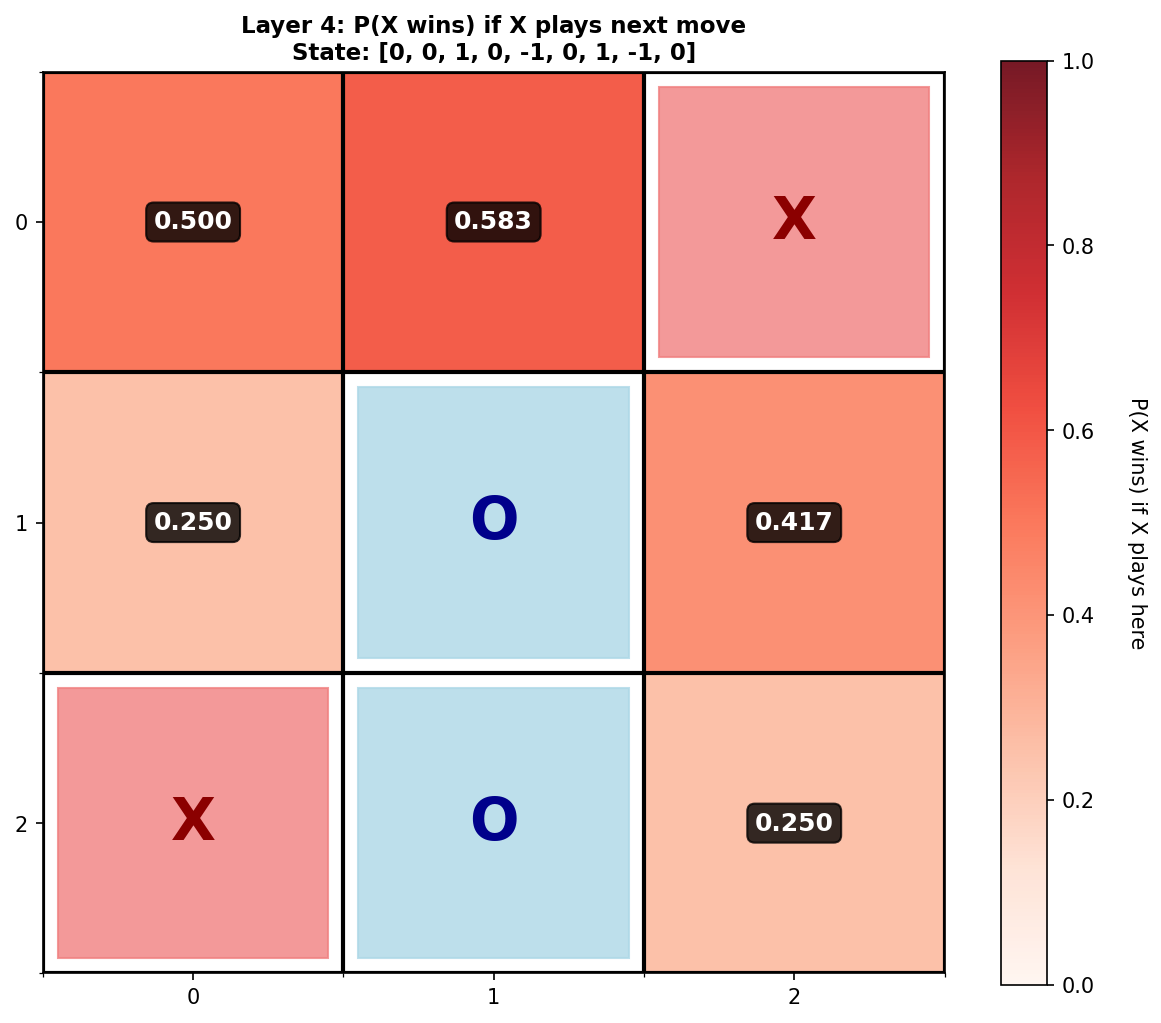 Layer 4: P(X wins) if X plays next move
State: [0, 0, 1, 0, -1, 0, 1, -1, 0]
0
0.500
0.583
X
1
0.250
O
0.417
2
X
O
0.250
0
1
2
1.0
0.8
0.6
0.4
0.2
0.0
P(X wins) if X plays here